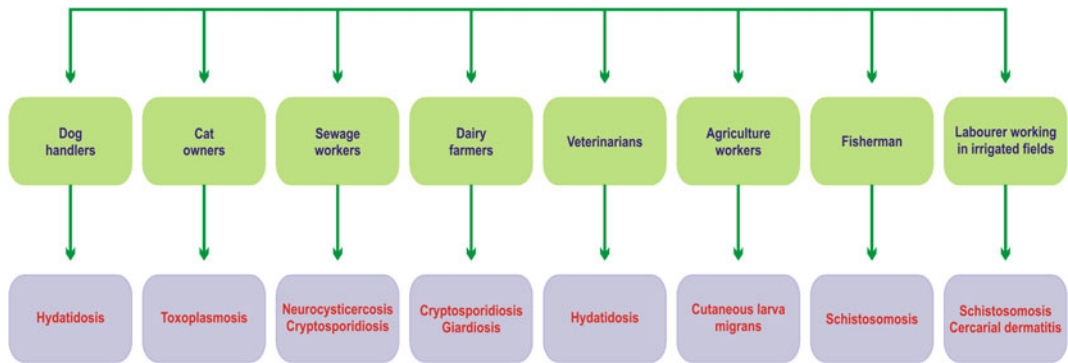 Dog
handlers
Cat
owners
Sewage
workers
Dairy
farmers
Veterinarians
Agriculture
workers
Fisherman
Labourer working
in irrigated fields
Hydatidosis
Toxoplasmosis
Neurocysticercosis
Cryptosporidiosis
Cryptosporidiosis
Giardiosis
Hydatidosis
Cutaneous larva
migrans
Schistosomosis
Schistosomosis
Cercarial dermatitis